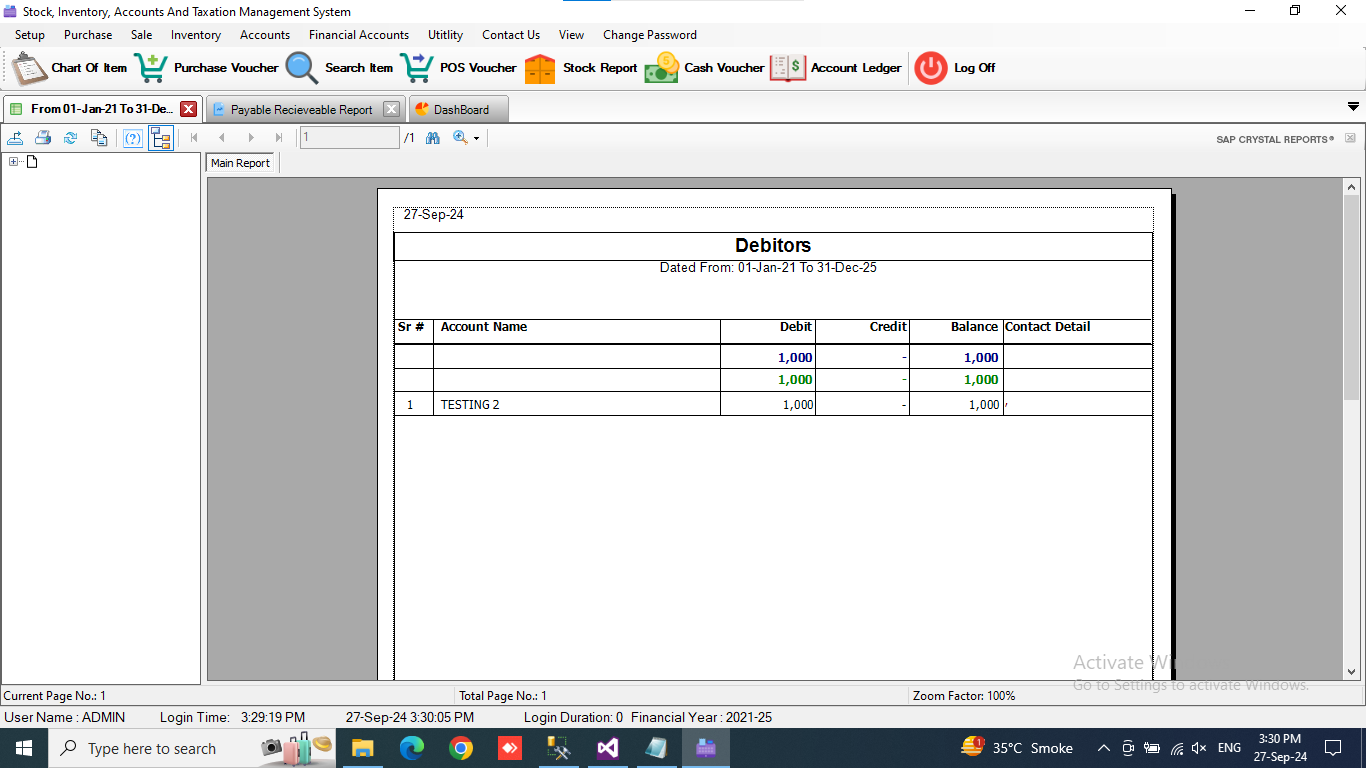 Stock, Inventory, Accounts And Taxation Management System
Setup Purchase Sale Inventory Accounts Financial Accounts Utitlity Contact Us View Change Password
Chart Of Item Purchase Voucher Search Item POS Voucher Stock Report Cash Voucher Account Ledger Log Off
From 01-Jan-21 To 31-De... Payable Recieveable Report DashBoard
1 /1 SAP CRYSTAL REPORTS®
Main Report
27-Sep-24
Debitors
Dated From: 01-Jan-21 To 31-Dec-25
Sr # Account Name Debit Credit Balance Contact Detail
1,000 - 1,000
1,000 - 1,000
1 TESTING 2 1,000 - 1,000 ,
Activate Wi
Go to Settings to activate Windows.
Current Page No.: 1 Total Page No.: 1 Zoom Factor: 100%
User Name : ADMIN Login Time: 3:29:19 PM 27-Sep-24 3:30:05 PM Login Duration: 0 Financial Year : 2021-25
Type here to search 1 35°C Smoke ENG 3:30 PM
27-Sep-24